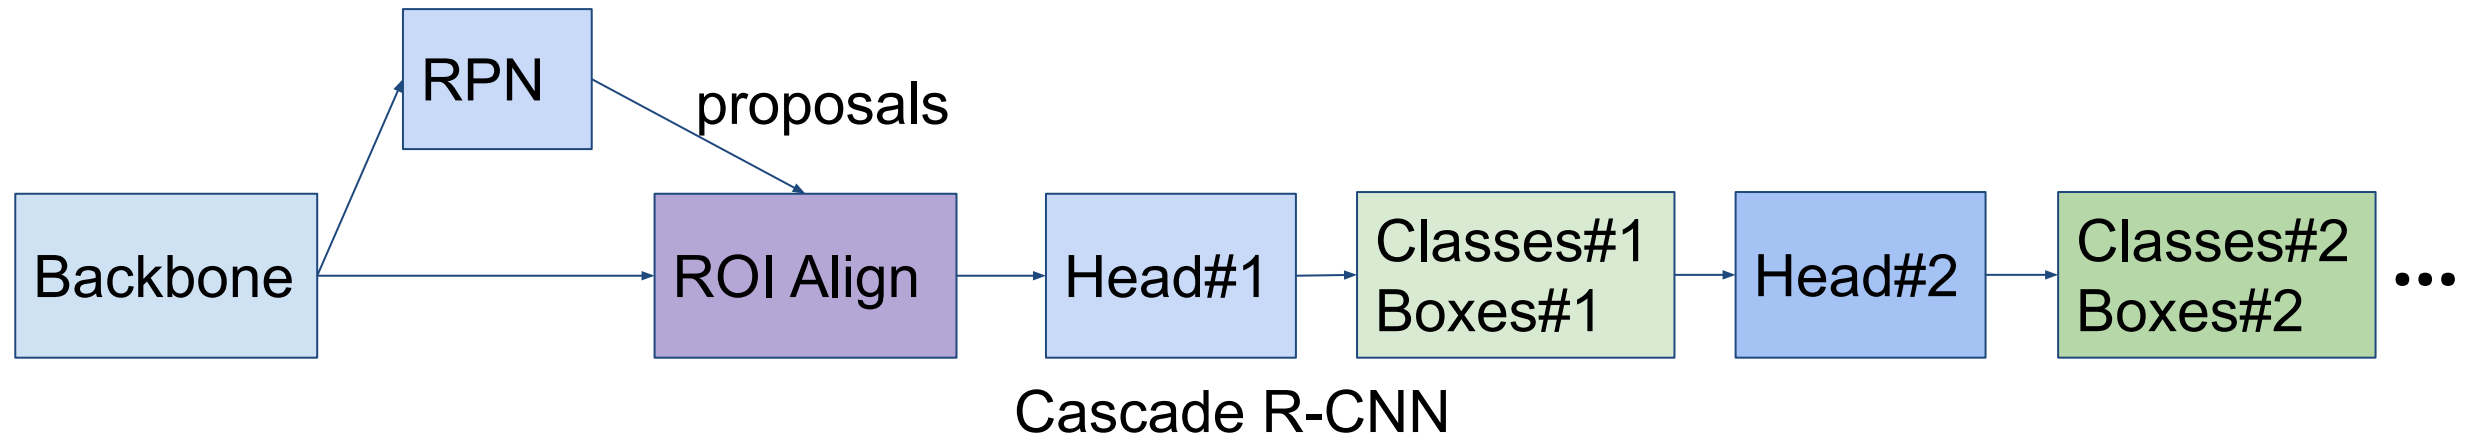 RPN
proposals
Backbone
ROI Align
Head#1
Classes#1
Boxes#1
Head#2
Classes#2
Boxes#2
...
Cascade R-CNN